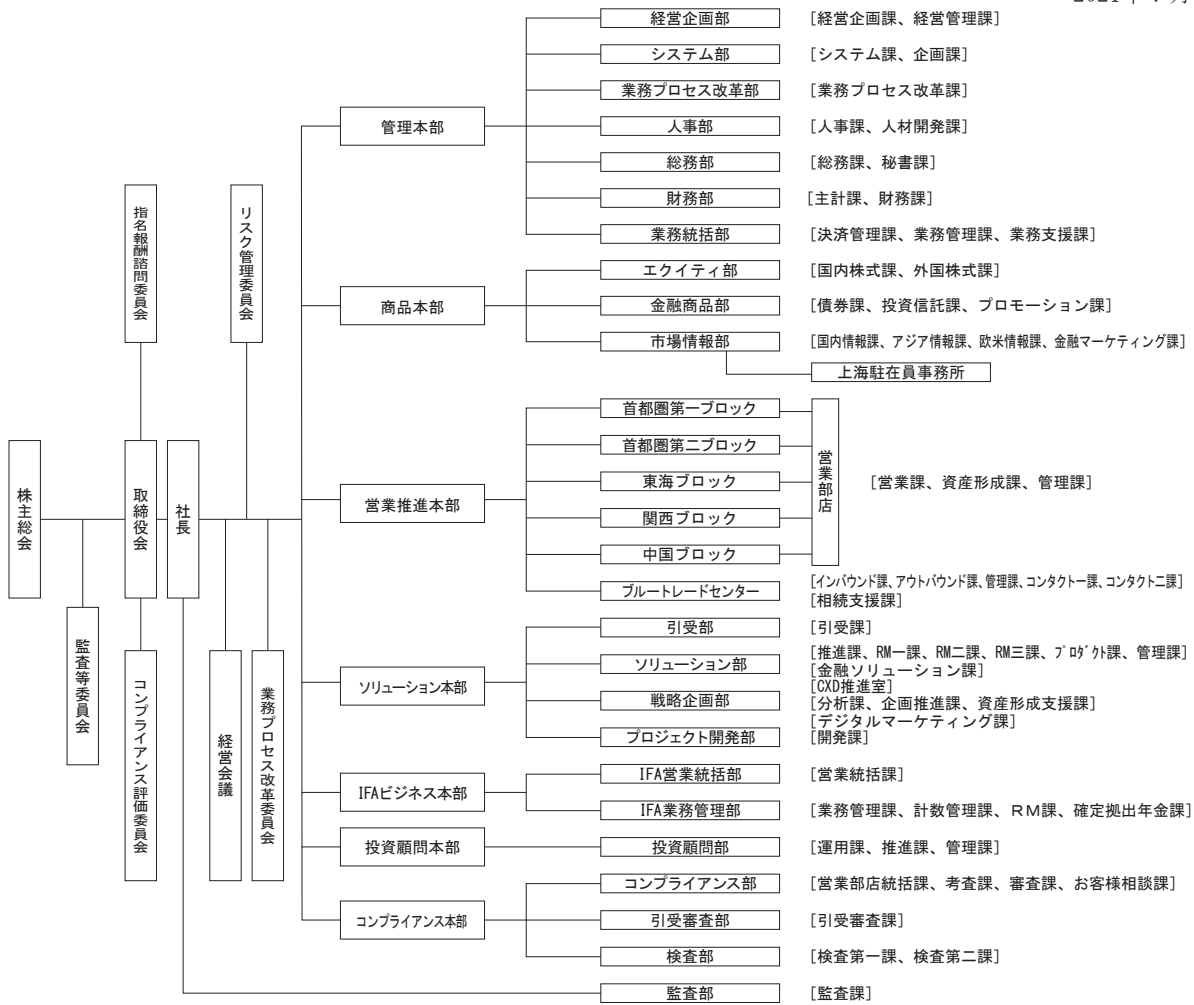 経営企画部 [経営企画課、経営管理課]
システム部 [システム課、企画課]
業務プロセス改革部 [業務プロセス改革課]
管理本部
人事部 [人事課、人材開発課]
総務部 [総務課、秘書課]
財務部 [主計課、財務課]
業務統括部 [決済管理課、業務管理課、業務支援課]
指名報酬諮問委員会
リスク管理委員会
商品本部
エクイティ部 [国内株式課、外国株式課]
金融商品部 [債券課、投資信託課、プロモーション課]
市場情報部 [国内情報課、アジア情報課、欧米情報課、金融マーケティング課]
上海駐在員事務所
株主総会
取締役会
社長
営業推進本部
首都圏第一ブロック
首都圏第二ブロック
東海ブロック
関西ブロック
中国ブロック
営業部店
[営業課、資産形成課、管理課]
ブルートレードセンター [インバウンド課、アウトバウンド課、管理課、コンタクト一課、コンタクト二課]
[相続支援課]
監査等委員会
コンプライアンス評価委員会
経営会議
業務プロセス改革委員会
ソリューション本部
引受部 [引受課]
ソリューション部 [推進課、RM一課、RM二課、RM三課、プロダクト課、管理課]
[金融ソリューション課]
[CXD推進室]
戦略企画部 [分析課、企画推進課、資産形成支援課]
[デジタルマーケティング課]
プロジェクト開発部 [開発課]
IFAビジネス本部
IFA営業統括部 [営業統括課]
IFA業務管理部 [業務管理課、計数管理課、RM課、確定拠出年金課]
投資顧問本部
投資顧問部 [運用課、推進課、管理課]
コンプライアンス本部
コンプライアンス部 [営業部店統括課、考査課、審査課、お客様相談課]
引受審査部 [引受審査課]
検査部 [検査第一課、検査第二課]
監査部 [監査課]